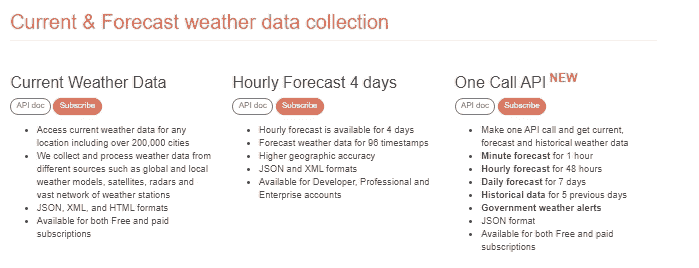 Current & Forecast weather data collection
Current Weather Data
API doc Subscribe
Access current weather data for any
location including over 200,000 cities
We collect and process weather data from
different sources such as global and local
weather models, satellites, radars and
vast network of weather stations
JSON, XML, and HTML formats
Available for both Free and paid
subscriptions
Hourly Forecast 4 days
API doc Subscribe
Hourly forecast is available for 4 days
Forecast weather data for 96 timestamps
Higher geographic accuracy
JSON and XML formats
Available for Developer, Professional and
Enterprise accounts
One Call API NEW
API doc Subscribe
Make one API call and get current,
forecast and historical weather data
Minute forecast for 1 hour
Hourly forecast for 48 hours
Daily forecast for 7 days
Historical data for 5 previous days
Government weather alerts
JSON format
Available for both Free and paid
subscriptions